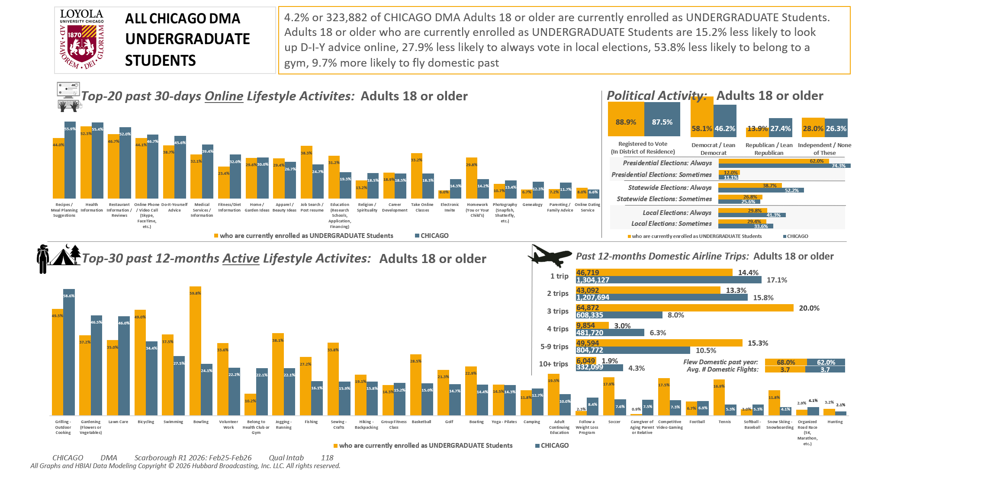 LOYOLA
UNIVERSITY CHICAGO
1870
AD • MAJOREM • DEI • GLORIAM
ALL CHICAGO DMA
UNDERGRADUATE
STUDENTS
4.2% or 323,882 of CHICAGO DMA Adults 18 or older are currently enrolled as UNDERGRADUATE Students.
Adults 18 or older who are currently enrolled as UNDERGRADUATE Students are 15.2% less likely to look
up D-I-Y advice online, 27.9% less likely to always vote in local elections, 53.8% less likely to belong to a
gym, 9.7% more likely to fly domestic past
Top-20 past 30-days Online Lifestyle Activites: Adults 18 or older
44.0% 55.9% 52.3% 55.4% 46.7% 52.0% 44.1% 46.7% 38.7% 45.6% 32.1% 39.4% 23.4% 32.0% 29.6% 30.0% 29.4% 26.7% 38.3% 24.7% 31.2% 19.3% 13.2% 18.5% 18.9% 18.5% 33.2% 18.3% 6.0% 14.3% 29.8% 14.2% 10.7% 13.4% 6.7% 12.3% 7.2% 11.7% 8.0% 6.6%
Recipes / Meal Planning Suggestions
Health Information
Restaurant Information / Reviews
Online Phone / Video Call (Skype, FaceTime, etc.)
Do-It-Yourself Advice
Medical Services / Information
Fitness/Diet Information
Home / Garden Ideas
Apparel / Beauty Ideas
Job Search / Post resume
Education (Research Schools, Application, Financing)
Religion / Spirituality
Career Development
Take Online Classes
Electronic Invite
Homework (You or Your Child's)
Photography (Snapfish, Shutterfly, etc.)
Genealogy
Parenting / Family Advice
Online Dating Service
who are currently enrolled as UNDERGRADUATE Students CHICAGO
Political Activity: Adults 18 or older
88.9% 87.5% 58.1% 46.2% 13.9% 27.4% 28.0% 26.3%
Registered to Vote (In District of Residence)
Democrat / Lean Democrat
Republican / Lean Republican
Independent / None of These
Presidential Elections: Always 62.0% 74.3%
Presidential Elections: Sometimes 12.0% 11.1%
Statewide Elections: Always 38.7% 52.2%
Statewide Elections: Sometimes 26.8% 25.6%
Local Elections: Always 29.8% 41.3%
Local Elections: Sometimes 29.4% 33.6%
who are currently enrolled as UNDERGRADUATE Students CHICAGO
Top-30 past 12-months Active Lifestyle Activites: Adults 18 or older
49.5% 58.6% 37.2% 46.5% 35.0% 46.0% 49.0% 34.4% 37.5% 27.5% 59.8% 24.1% 33.6% 22.2% 10.2% 22.1% 38.1% 22.1% 27.2% 16.1% 33.8% 15.9% 19.1% 15.8% 14.3% 15.2% 28.5% 15.0% 21.3% 14.7% 22.9% 14.4% 14.5% 14.3% 11.8% 12.7% 19.5% 10.0% 2.3% 8.4% 17.9% 7.6% 0.9% 7.5% 17.5% 7.3% 6.7% 6.9% 16.9% 5.3% 3.0% 5.3% 11.8% 4.1% 2.9% 4.1% 3.2% 2.1%
Grilling - Outdoor Cooking
Gardening (Flowers or Vegetables)
Lawn Care
Bicycling
Swimming
Bowling
Volunteer Work
Belong to Health Club or Gym
Jogging - Running
Fishing
Sewing - Crafts
Hiking - Backpacking
Group Fitness Class
Basketball
Golf
Boating
Yoga - Pilates
Camping
Adult Continuing Education
Follow a Weight Loss Program
Soccer
Caregiver of Aging Parent or Relative
Competitive Video Gaming
Football
Tennis
Softball - Baseball
Snow Skiing - Snowboarding
Organized Road Race (5K, Marathon, etc.)
Hunting
who are currently enrolled as UNDERGRADUATE Students CHICAGO
Past 12-months Domestic Airline Trips: Adults 18 or older
1 trip 46,719 14.4% 1,304,127 17.1%
2 trips 43,092 13.3% 1,207,694 15.8%
3 trips 64,872 20.0% 608,335 8.0%
4 trips 9,854 3.0% 481,720 6.3%
5-9 trips 49,594 15.3% 804,772 10.5%
10+ trips 6,049 1.9% 332,099 4.3%
Flew Domestic past year: 68.0% 62.0%
Avg. # Domestic Flights: 3.7 3.7
CHICAGO DMA Scarborough R1 2026: Feb25-Feb26 Qual Intab 118
All Graphs and HBIAI Data Modeling Copyright © 2026 Hubbard Broadcasting, Inc. LLC. All rights reserved.